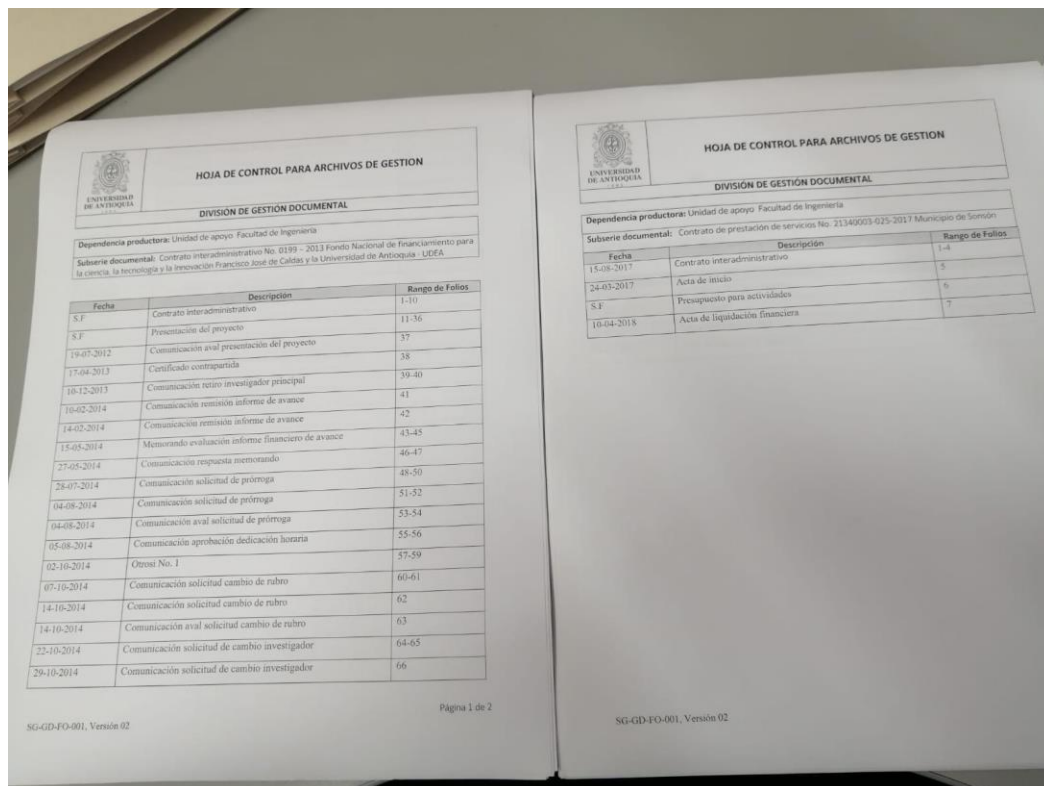 UNIVERSIDAD
DE ANTIOQUIA
HOJA DE CONTROL PARA ARCHIVOS DE GESTION
DIVISIÓN DE GESTIÓN DOCUMENTAL
Dependencia productora: Unidad de apoyo Facultad de Ingeniería
Subserie documental: Contrato interadministrativo No. 0199 – 2013 Fondo Nacional de financiamiento para
la ciencia, la tecnología y la innovación Francisco José de Caldas y la Universidad de Antioquia - UDEA
Fecha Descripción Rango de Folios
S.F Contrato interadministrativo 1-10
S.F Presentación del proyecto 11-36
19-07-2012 Comunicación aval presentación del proyecto 37
17-04-2013 Certificado contrapartida 38
10-12-2013 Comunicación retiro investigador principal 39-40
10-02-2014 Comunicación remisión informe de avance 41
14-02-2014 Comunicación remisión informe de avance 42
15-05-2014 Memorando evaluación informe financiero de avance 43-45
27-05-2014 Comunicación respuesta memorando 46-47
28-07-2014 Comunicación solicitud de prórroga 48-50
04-08-2014 Comunicación solicitud de prórroga 51-52
04-08-2014 Comunicación aval solicitud de prórroga 53-54
05-08-2014 Comunicación aprobación dedicación horaria 55-56
02-10-2014 Otrosí No. 1 57-59
07-10-2014 Comunicación solicitud cambio de rubro 60-61
14-10-2014 Comunicación solicitud cambio de rubro 62
14-10-2014 Comunicación aval solicitud cambio de rubro 63
22-10-2014 Comunicación solicitud de cambio investigador 64-65
29-10-2014 Comunicación solicitud de cambio investigador 66
Página 1 de 2
SG-GD-FO-001, Versión 02
UNIVERSIDAD
DE ANTIOQUIA
HOJA DE CONTROL PARA ARCHIVOS DE GESTION
DIVISIÓN DE GESTIÓN DOCUMENTAL
Dependencia productora: Unidad de apoyo Facultad de Ingeniería
Subserie documental: Contrato de prestación de servicios No. 21340003-025-2017 Municipio de Sonsón
Fecha Descripción Rango de Folios
15-08-2017 Contrato interadministrativo 1-4
24-03-2017 Acta de inicio 5
S.F Presupuesto para actividades 6
10-04-2018 Acta de liquidación financiera 7
SG-GD-FO-001, Versión 02